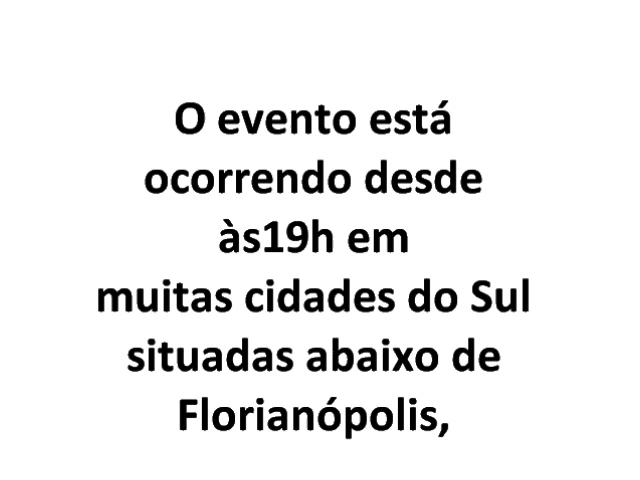 O evento está
ocorrendo desde
às19h em
muitas cidades do Sul
situadas abaixo de
Florianópolis,